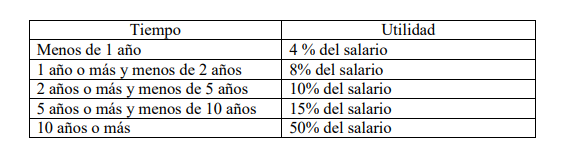 Tiempo Utilidad
Menos de 1 año 4 % del salario
1 año o más y menos de 2 años 8% del salario
2 años o más y menos de 5 años 10% del salario
5 años o más y menos de 10 años 15% del salario
10 años o más 50% del salario